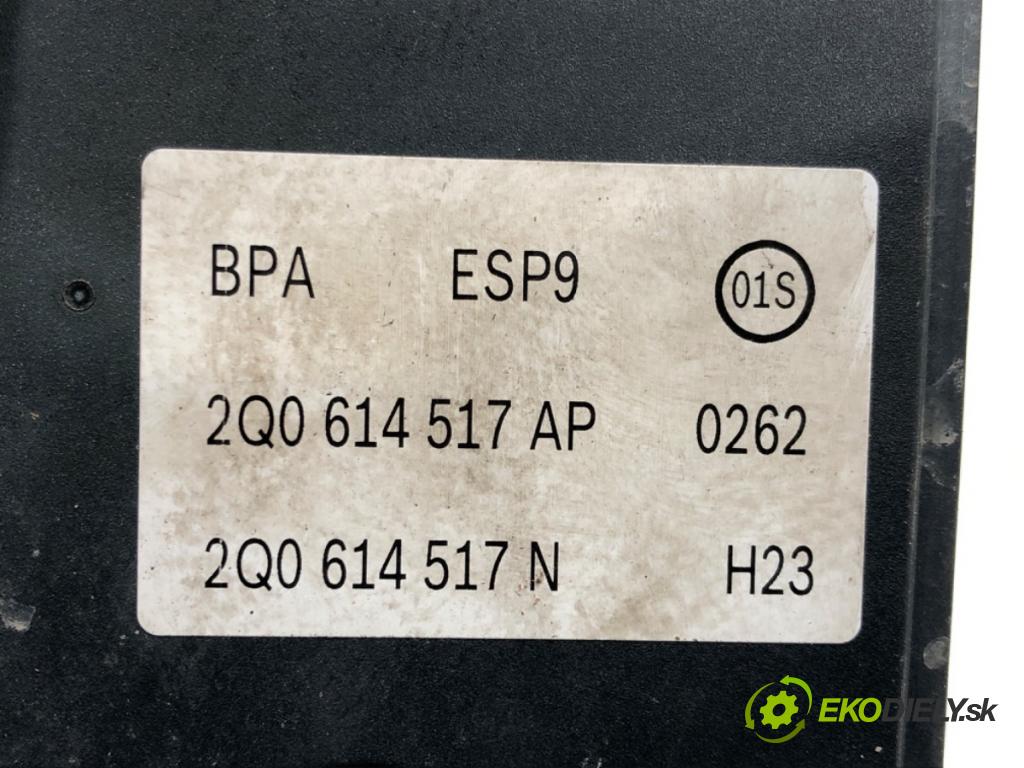 BPA ESP9 01S
2Q0 614 517 AP 0262
2Q0 614 517 N H23
EKODIELY.sk